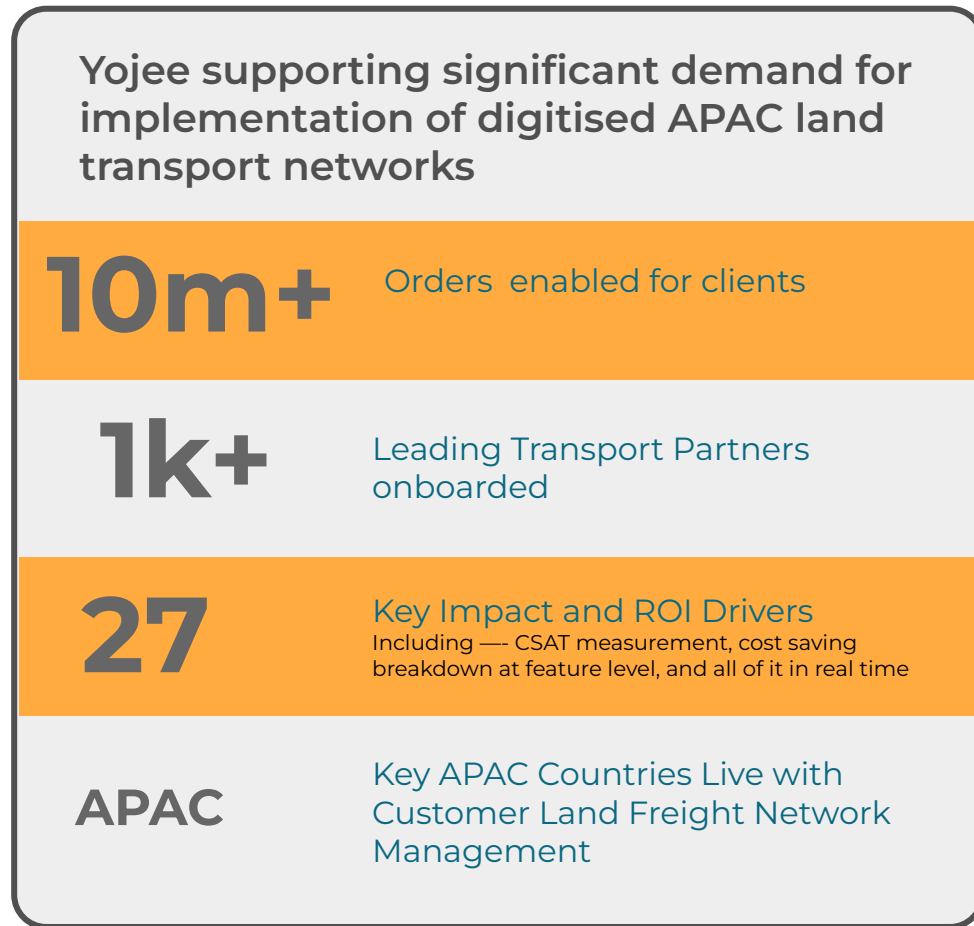 Yojee supporting significant demand for
implementation of digitised APAC land
transport networks
10m+
Orders  enabled for clients
1k+
Leading Transport Partners
onboarded
27
Key Impact and ROI Drivers
Including —- CSAT measurement, cost saving
breakdown at feature level, and all of it in real time
APAC
Key APAC Countries Live with
Customer Land Freight Network
Management